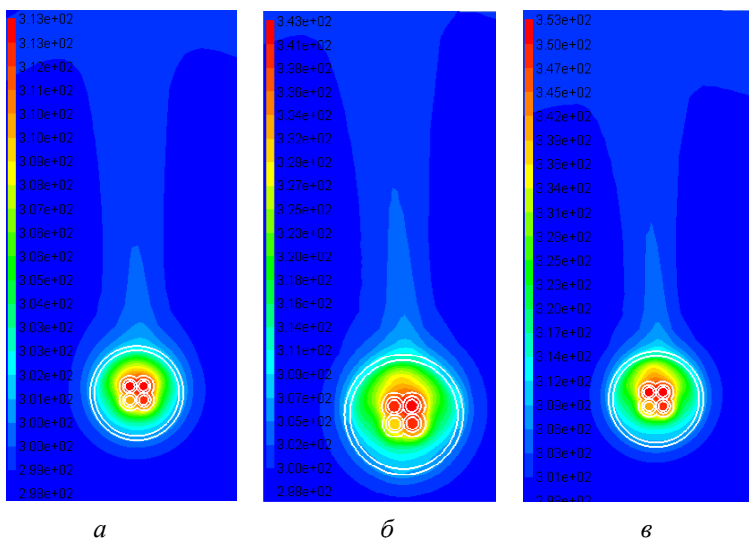 3.13e+02
3.13e+02
3.12e+02
3.11e+02
3.10e+02
3.10e+02
3.09e+02
3.08e+02
3.07e+02
3.06e+02
3.06e+02
3.05e+02
3.04e+02
3.03e+02
3.03e+02
3.02e+02
3.01e+02
3.00e+02
3.00e+02
2.99e+02
2.98e+02
а
3.43e+02
3.41e+02
3.38e+02
3.36e+02
3.34e+02
3.32e+02
3.29e+02
3.27e+02
3.25e+02
3.23e+02
3.20e+02
3.18e+02
3.16e+02
3.14e+02
3.11e+02
3.09e+02
3.07e+02
3.05e+02
3.02e+02
3.00e+02
2.98e+02
б
3.53e+02
3.50e+02
3.47e+02
3.45e+02
3.42e+02
3.39e+02
3.36e+02
3.34e+02
3.31e+02
3.28e+02
3.25e+02
3.23e+02
3.20e+02
3.17e+02
3.14e+02
3.12e+02
3.09e+02
3.06e+02
3.03e+02
3.01e+02
2.98e+02
в